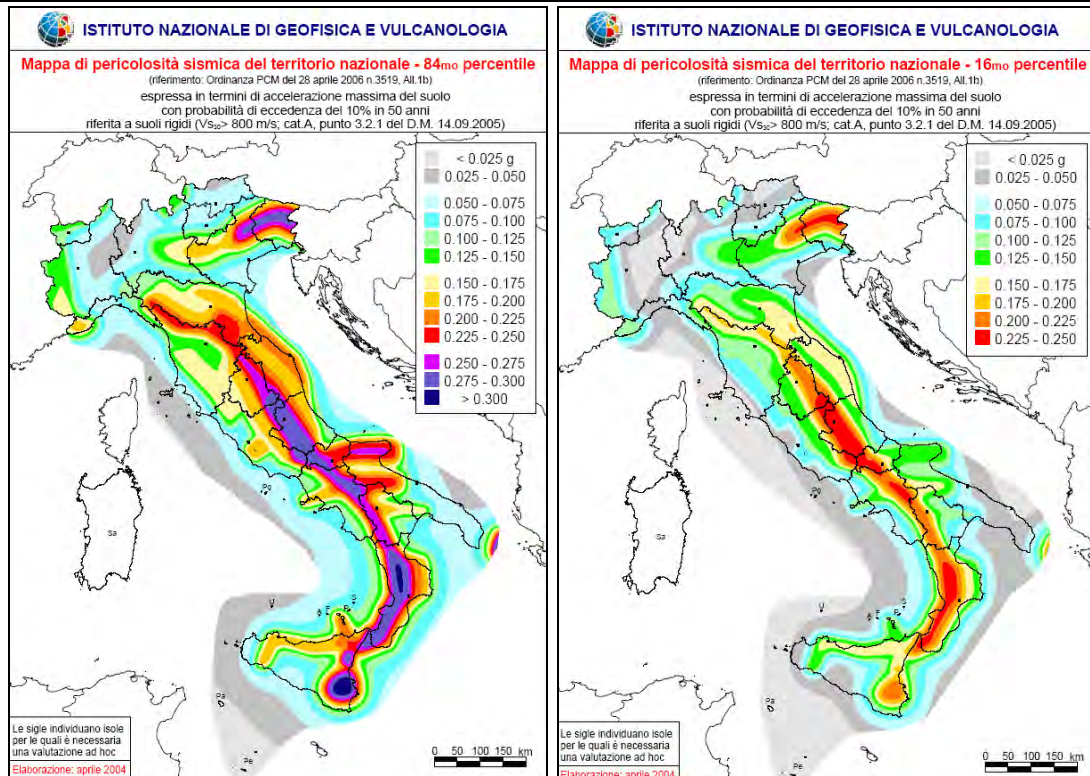 ISTITUTO NAZIONALE DI GEOFISICA E VULCANOLOGIA
Mappa di pericolosità sismica del territorio nazionale - 84mo percentile
(riferimento: Ordinanza PCM del 28 aprile 2006 n.3519, All.1b)
espressa in termini di accelerazione massima del suolo
con probabilità di eccedenza del 10% in 50 anni
riferita a suoli rigidi (Vs30> 800 m/s; cat.A, punto 3.2.1 del D.M. 14.09.2005)
< 0.025 g
0.025 - 0.050
0.050 - 0.075
0.075 - 0.100
0.100 - 0.125
0.125 - 0.150
0.150 - 0.175
0.175 - 0.200
0.200 - 0.225
0.225 - 0.250
0.250 - 0.275
0.275 - 0.300
> 0.300
Sa
Po
U
A
F
P
S
Pa
Pe
Le sigle individuano isole
per le quali è necessaria
una valutazione ad hoc
Elaborazione: aprile 2004
0 50 100 150 km
ISTITUTO NAZIONALE DI GEOFISICA E VULCANOLOGIA
Mappa di pericolosità sismica del territorio nazionale - 16mo percentile
(riferimento: Ordinanza PCM del 28 aprile 2006 n.3519, All.1b)
espressa in termini di accelerazione massima del suolo
con probabilità di eccedenza del 10% in 50 anni
riferita a suoli rigidi (Vs30> 800 m/s; cat.A, punto 3.2.1 del D.M. 14.09.2005)
< 0.025 g
0.025 - 0.050
0.050 - 0.075
0.075 - 0.100
0.100 - 0.125
0.125 - 0.150
0.150 - 0.175
0.175 - 0.200
0.200 - 0.225
0.225 - 0.250
Sa
Po
U
A
F
P
S
Pa
Pe
Le sigle individuano isole
per le quali è necessaria
una valutazione ad hoc
Elaborazione: aprile 2004
0 50 100 150 km